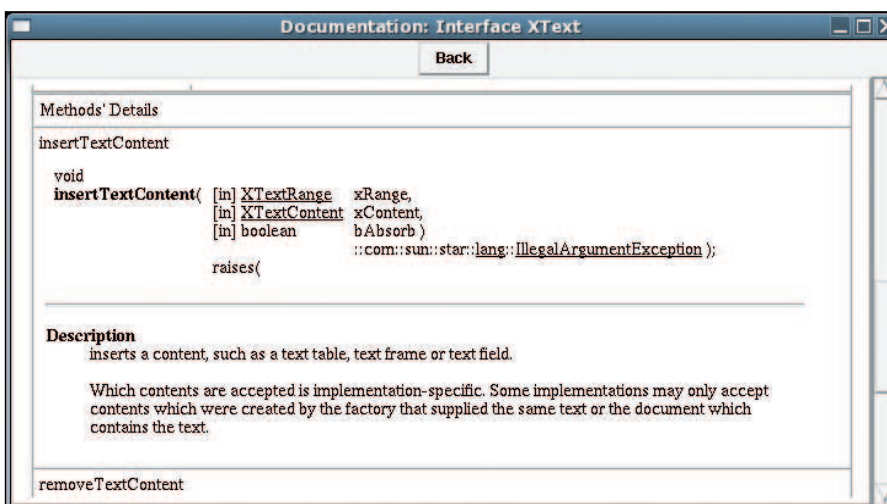 Documentation: Interface XText
Back
Methods' Details
insertTextContent
void
insertTextContent( [in] XTextRange xRange,
[in] XTextContent xContent,
[in] boolean bAbsorb )
::com::sun::star::lang::IllegalArgumentException );
raises(
Description
inserts a content, such as a text table, text frame or text field.
Which contents are accepted is implementation-specific. Some implementations may only accept
contents which were created by the factory that supplied the same text or the document which
contains the text.
removeTextContent